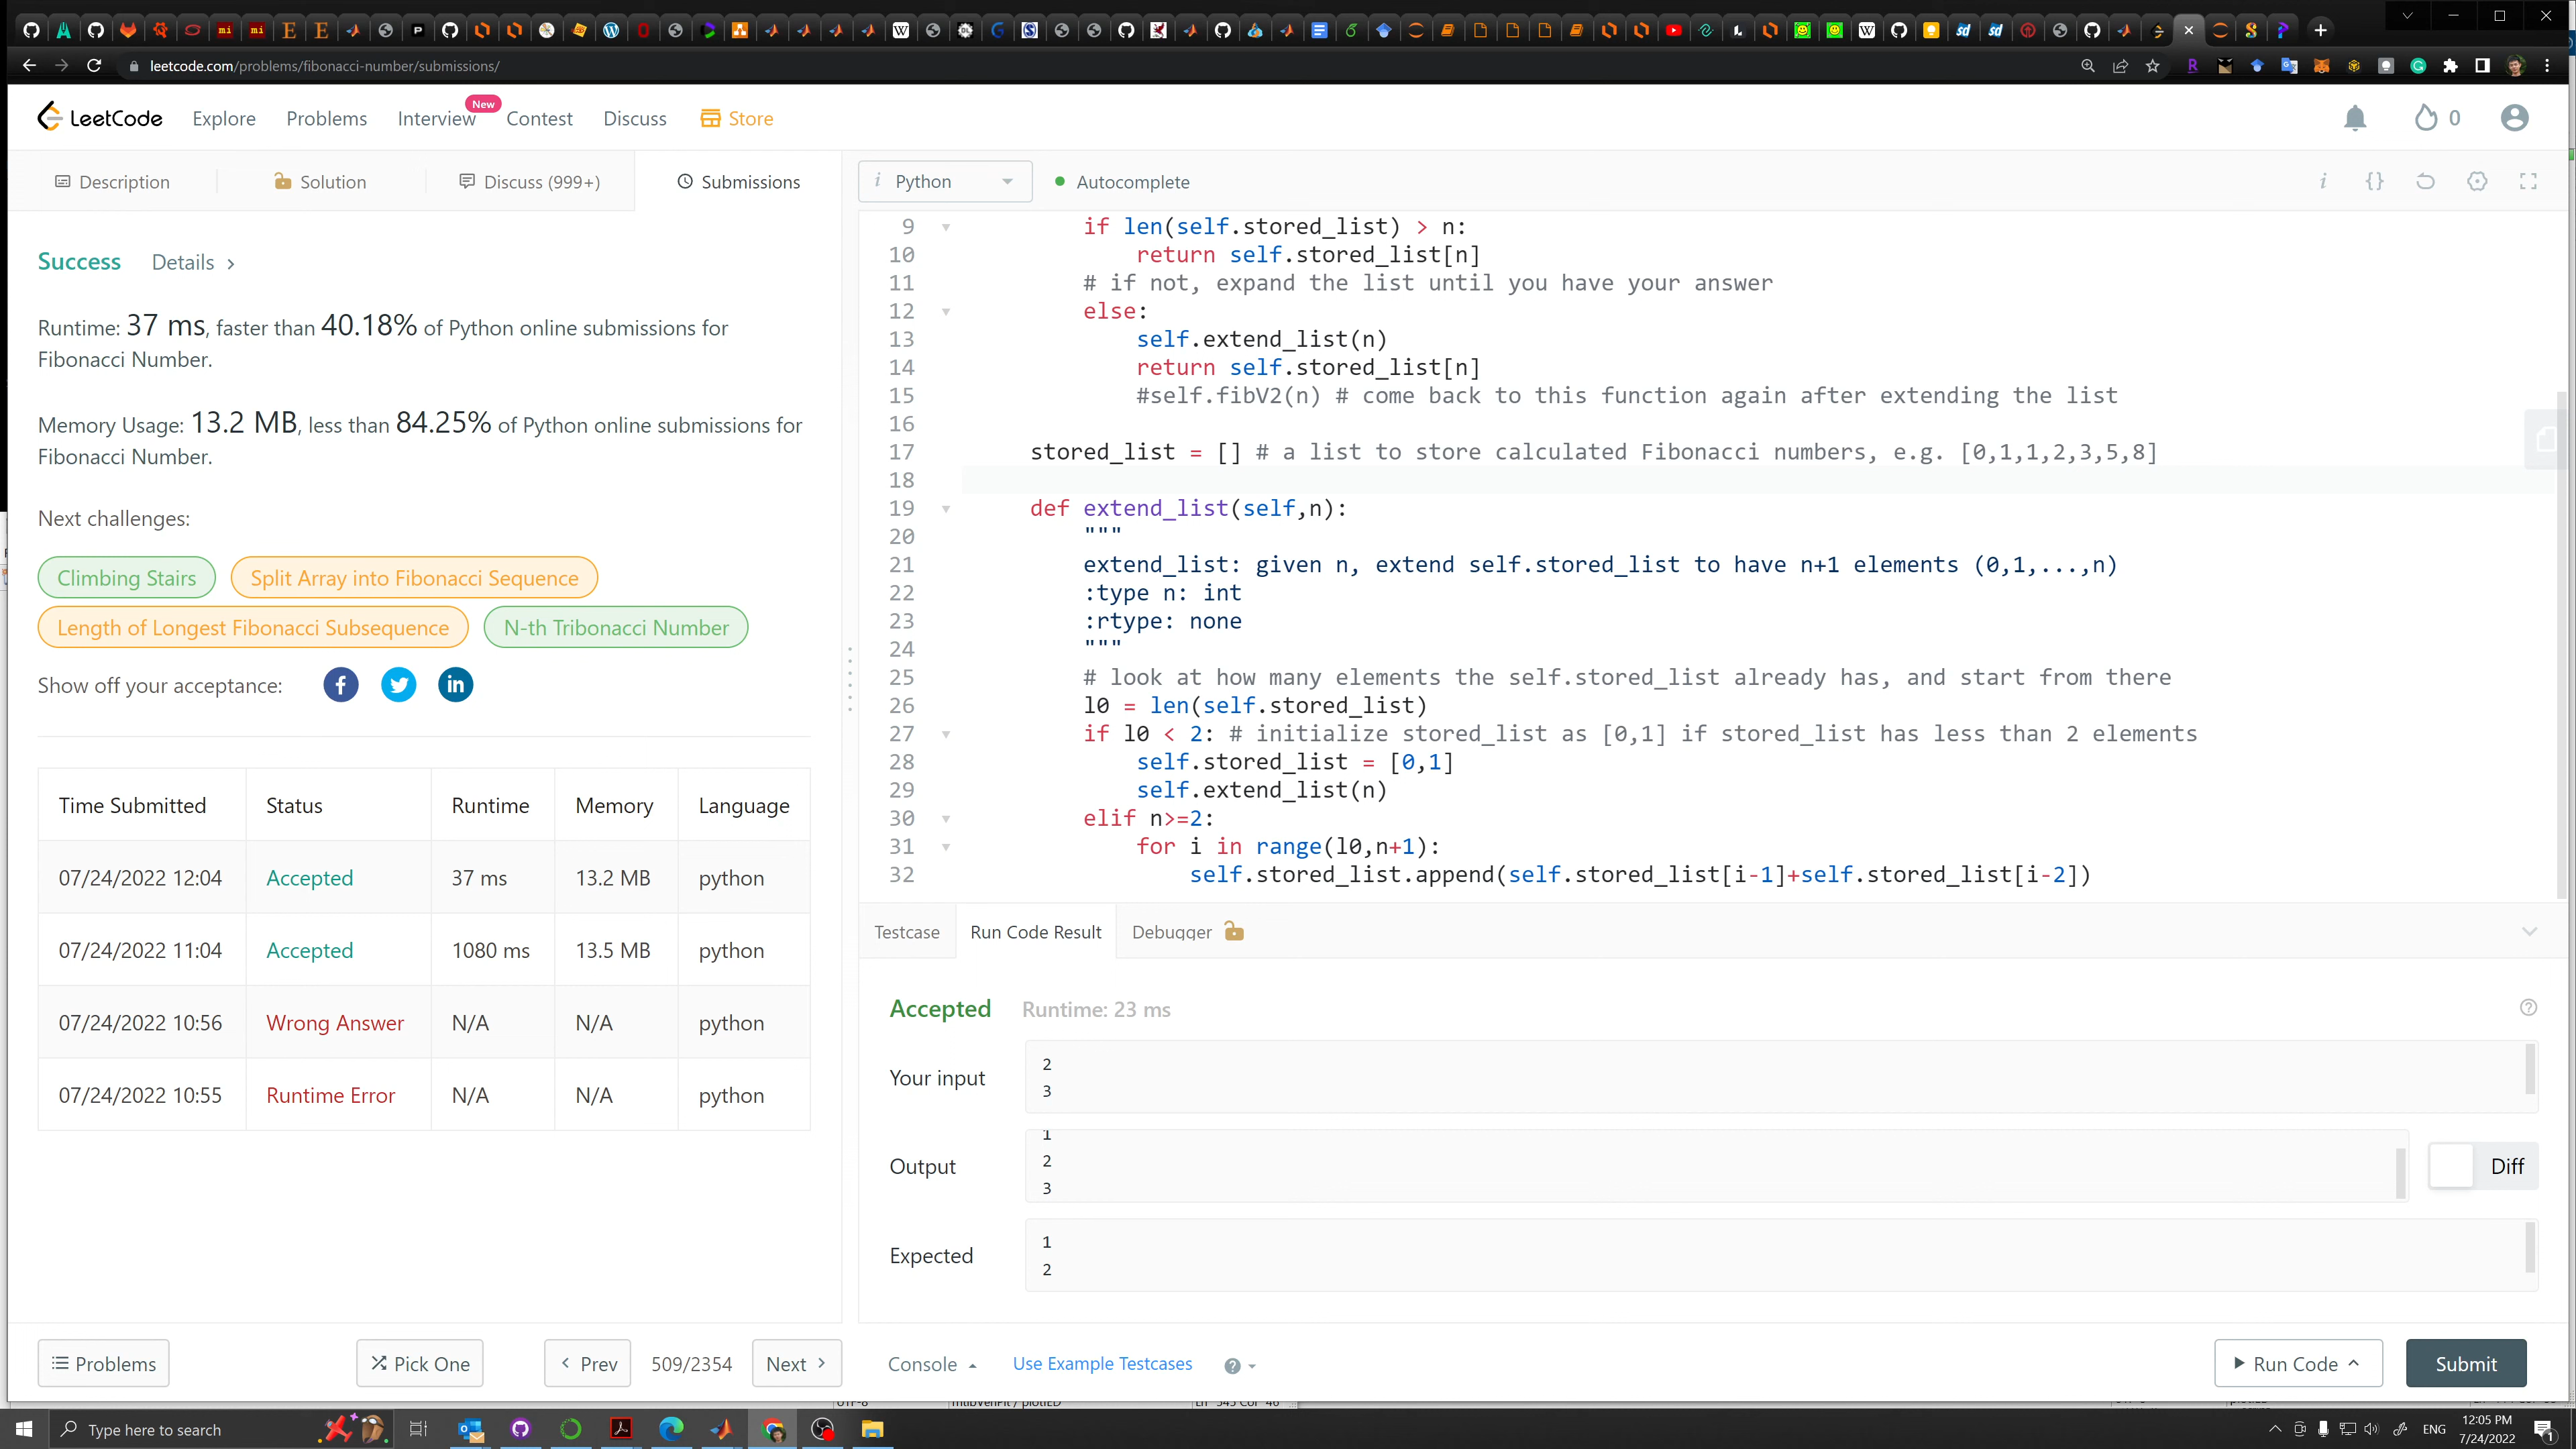 leetcode.com/problems/fibonacci-number/submissions/
LeetCode
Explore
Problems
Interview
New
Contest
Discuss
Store
0
Description
Solution
Discuss (999+)
Submissions
Success
Details
Runtime: 37 ms, faster than 40.18% of Python online submissions for
Fibonacci Number.
Memory Usage: 13.2 MB, less than 84.25% of Python online submissions for
Fibonacci Number.
Next challenges:
Climbing Stairs
Split Array into Fibonacci Sequence
Length of Longest Fibonacci Subsequence
N-th Tribonacci Number
Show off your acceptance:
Time Submitted Status Runtime Memory Language
07/24/2022 12:04 Accepted 37 ms 13.2 MB python
07/24/2022 11:04 Accepted 1080 ms 13.5 MB python
07/24/2022 10:56 Wrong Answer N/A N/A python
07/24/2022 10:55 Runtime Error N/A N/A python
Problems
Pick One
Prev
509/2354
Next
i Python
Autocomplete
9 if len(self.stored_list) > n:
10 return self.stored_list[n]
11 # if not, expand the list until you have your answer
12 else:
13 self.extend_list(n)
14 return self.stored_list[n]
15 #self.fibV2(n) # come back to this function again after extending the list
16
17 stored_list = [] # a list to store calculated Fibonacci numbers, e.g. [0,1,1,2,3,5,8]
18
19 def extend_list(self,n):
20 """
21 extend_list: given n, extend self.stored_list to have n+1 elements (0,1,...,n)
22 :type n: int
23 :rtype: none
24 """
25 # look at how many elements the self.stored_list already has, and start from there
26 l0 = len(self.stored_list)
27 if l0 < 2: # initialize stored_list as [0,1] if stored_list has less than 2 elements
28 self.stored_list = [0,1]
29 self.extend_list(n)
30 elif n>=2:
31 for i in range(l0,n+1):
32 self.stored_list.append(self.stored_list[i-1]+self.stored_list[i-2])
Testcase
Run Code Result
Debugger
Accepted
Runtime: 23 ms
Your input
2
3
Output
1
2
3
Diff
Expected
1
2
Console
Use Example Testcases
Run Code
Submit
Type here to search
ENG
12:05 PM
7/24/2022